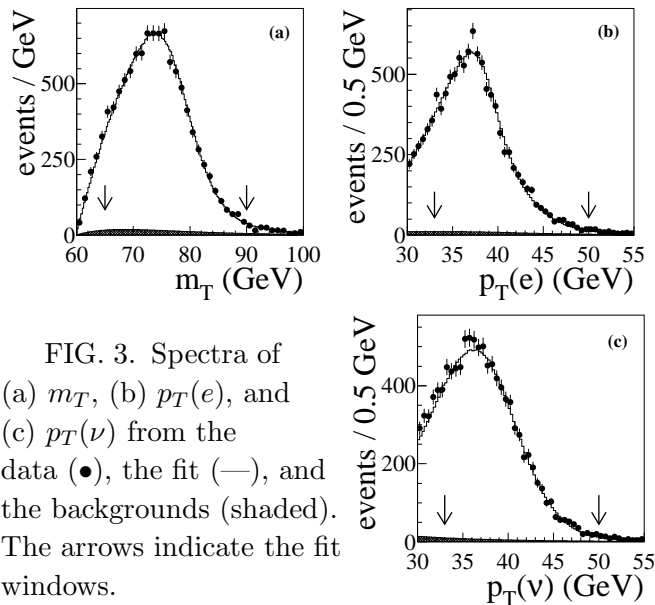 (a)
events / GeV
500
250
0
60 70 80 90 100
m_T (GeV)
(b)
events / 0.5 GeV
500
250
0
30 35 40 45 50 55
p_T(e) (GeV)
(c)
events / 0.5 GeV
400
200
0
30 35 40 45 50 55
p_T(ν) (GeV)
FIG. 3. Spectra of
(a) m_T, (b) p_T(e), and
(c) p_T(ν) from the
data (●), the fit (—), and
the backgrounds (shaded).
The arrows indicate the fit
windows.